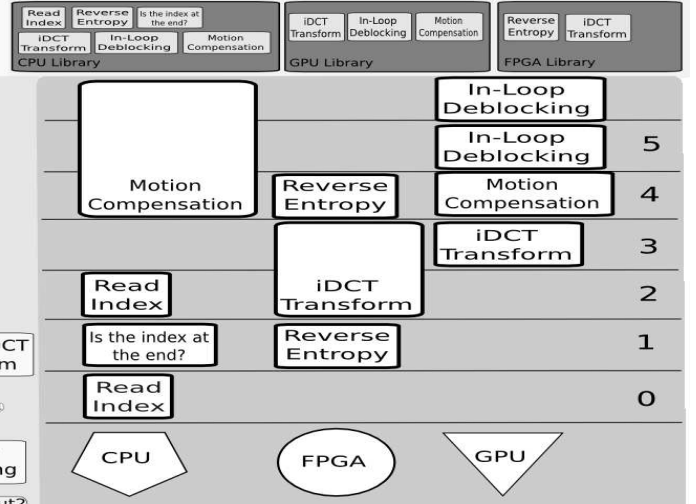 Read
Index
Reverse
Entropy
Is the index at
the end?
iDCT
Transform
In-Loop
Deblocking
Motion
Compensation
CPU Library
iDCT
Transform
In-Loop
Deblocking
Motion
Compensation
GPU Library
Reverse
Entropy
iDCT
Transform
FPGA Library
In-Loop
Deblocking
In-Loop
Deblocking
5
Motion
Compensation
Reverse
Entropy
Motion
Compensation
4
iDCT
Transform
3
Read
Index
iDCT
Transform
2
Is the index at
the end?
Reverse
Entropy
1
CT
m
Read
Index
0
CPU
FPGA
GPU
ng